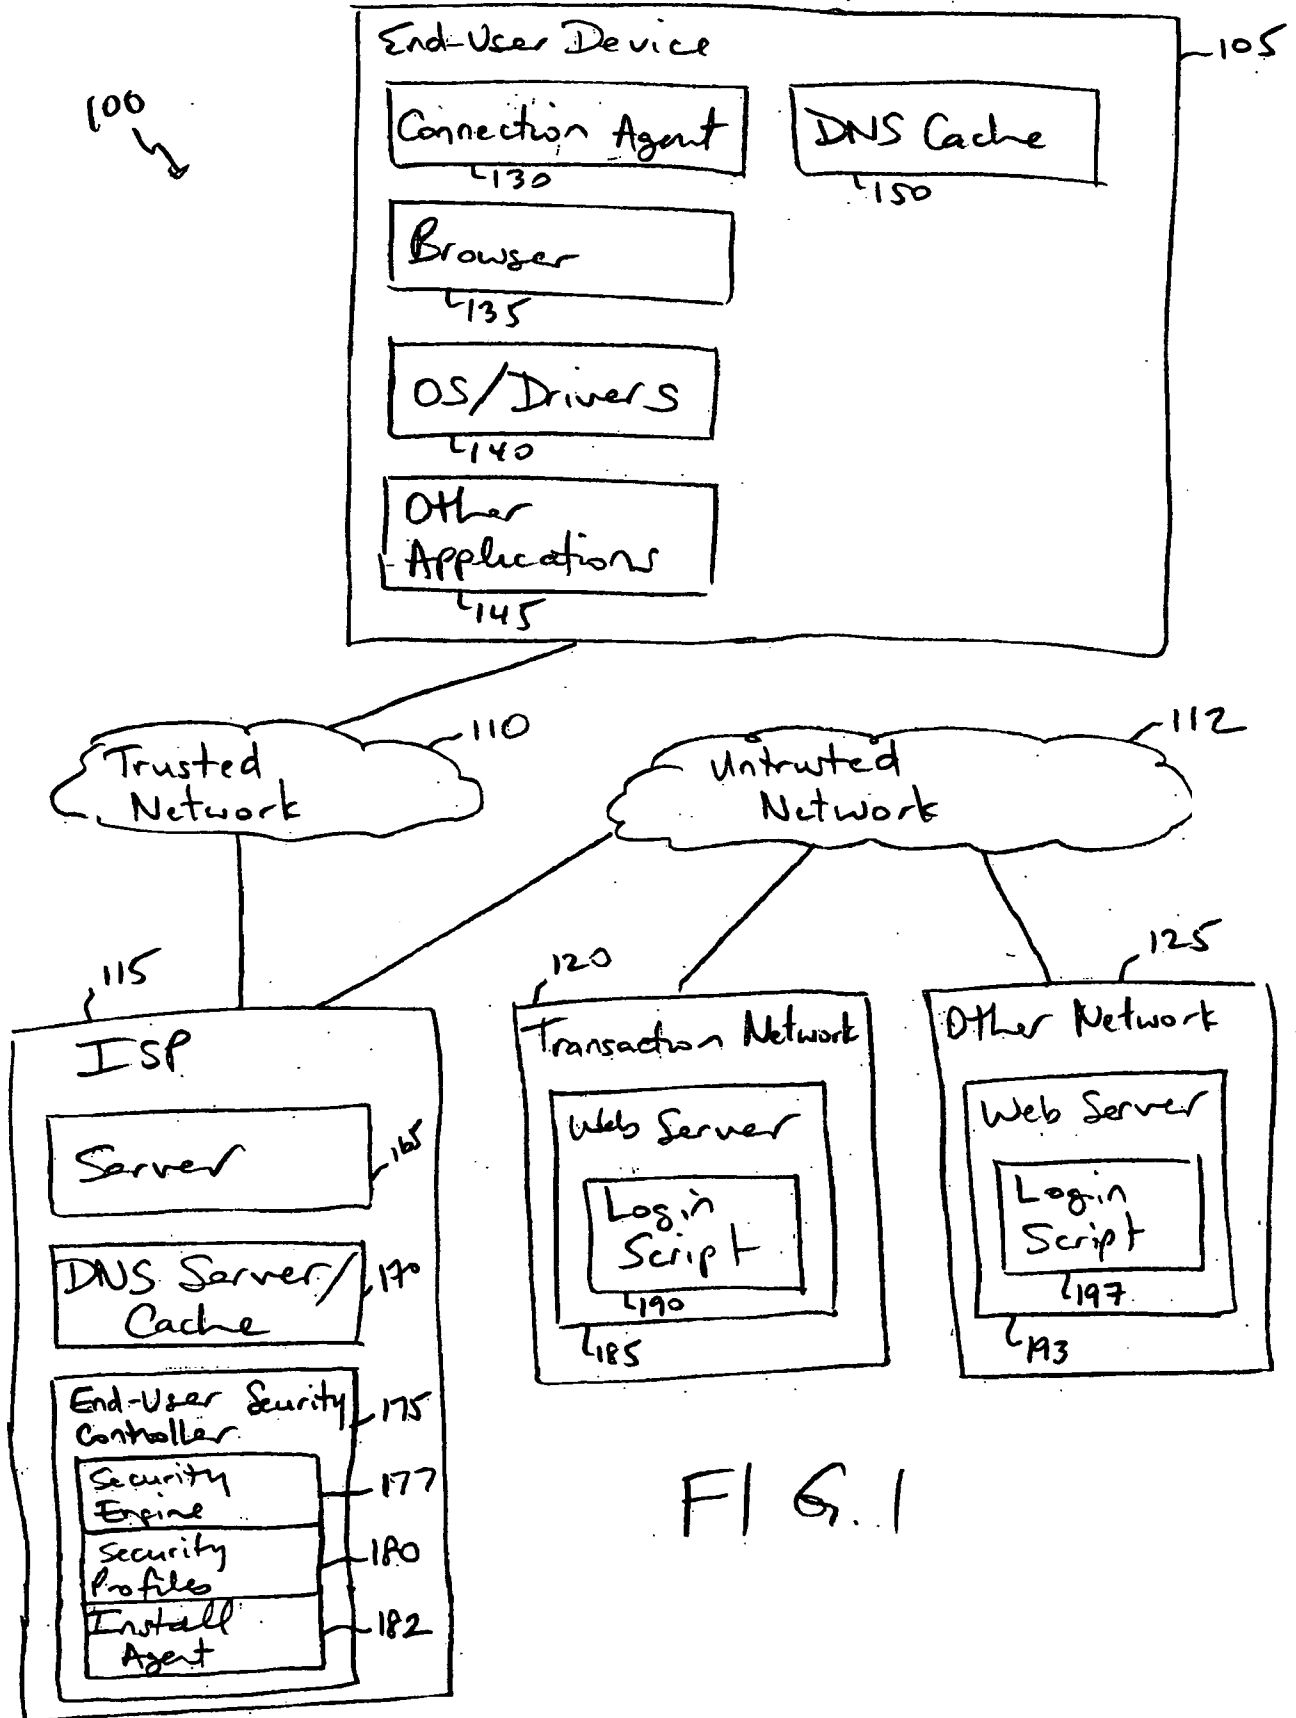 End-User Device
105
100
Connection Agent
130
DNS Cache
150
Browser
135
OS/Drivers
140
Other
Applications
145
Trusted
Network
110
Untrusted
Network
112
115
ISP
Server
165
DNS Server/
Cache
170
End-User Security
Controller
175
Security
Engine
177
Security
Profiles
180
Install
Agent
182
120
Transaction Network
Web Server
Login
Script
190
185
125
Other Network
Web Server
Login
Script
197
193
FIG. 1